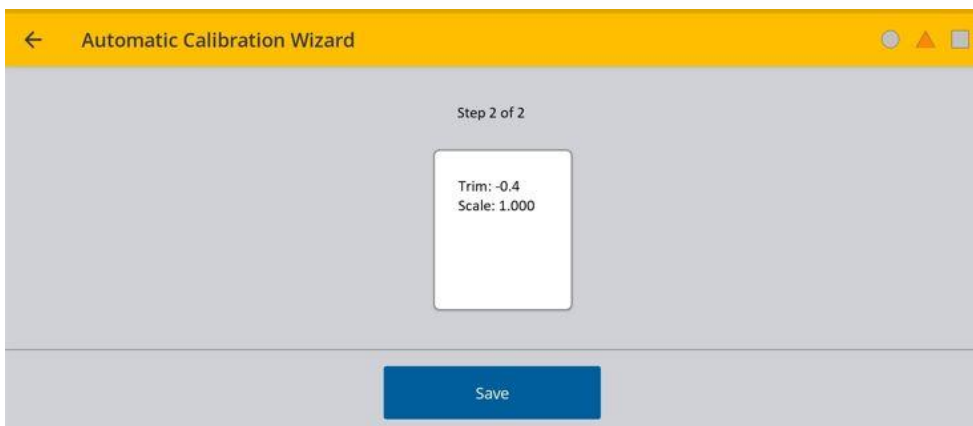 Automatic Calibration Wizard
Step 2 of 2
Trim: -0.4
Scale: 1.000
Save